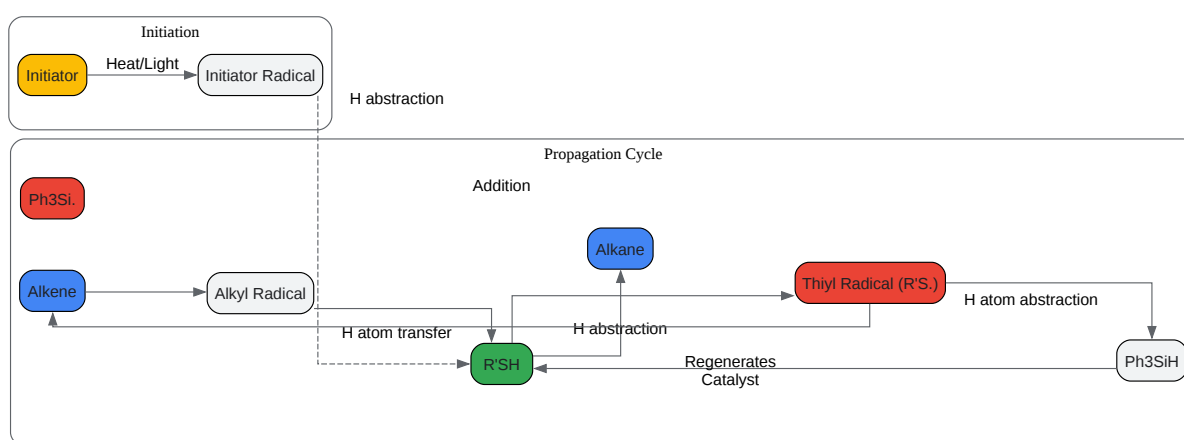 Initiation
Initiator
Heat/Light
Initiator Radical
H abstraction
Propagation Cycle
Ph3Si.
Addition
Alkane
Alkene
Alkyl Radical
Thiyl Radical (R'S.)
H atom abstraction
H atom transfer
H abstraction
R'SH
Regenerates
Catalyst
Ph3SiH